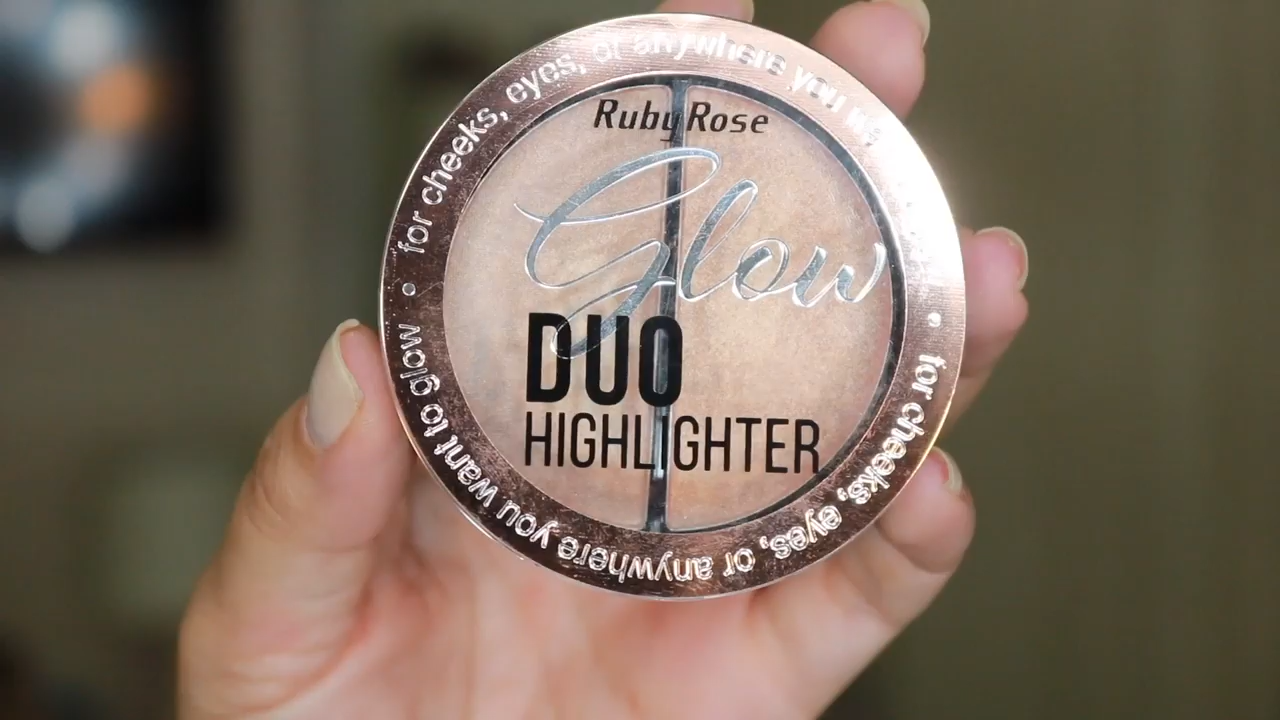 Ruby Rose
Glow
DUO
HIGHLIGHTER
for cheeks, eyes, or anywhere you
for cheeks, eyes, or anywhere you want to glow